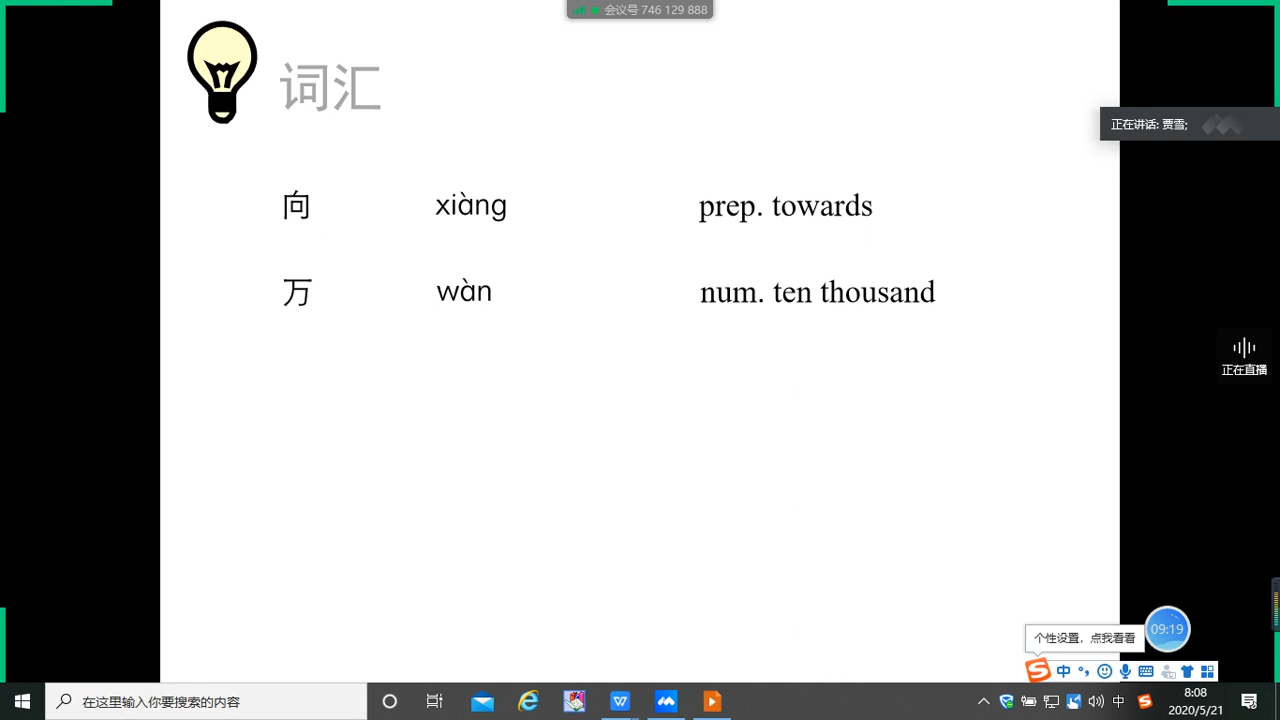 会议号 746 129 888
词汇
正在讲话: 贾雪;
向 xiàng prep. towards
万 wàn num. ten thousand
正在直播
09:19
个性设置，点我看看
中
在这里输入你要搜索的内容
中
8:08
2020/5/21